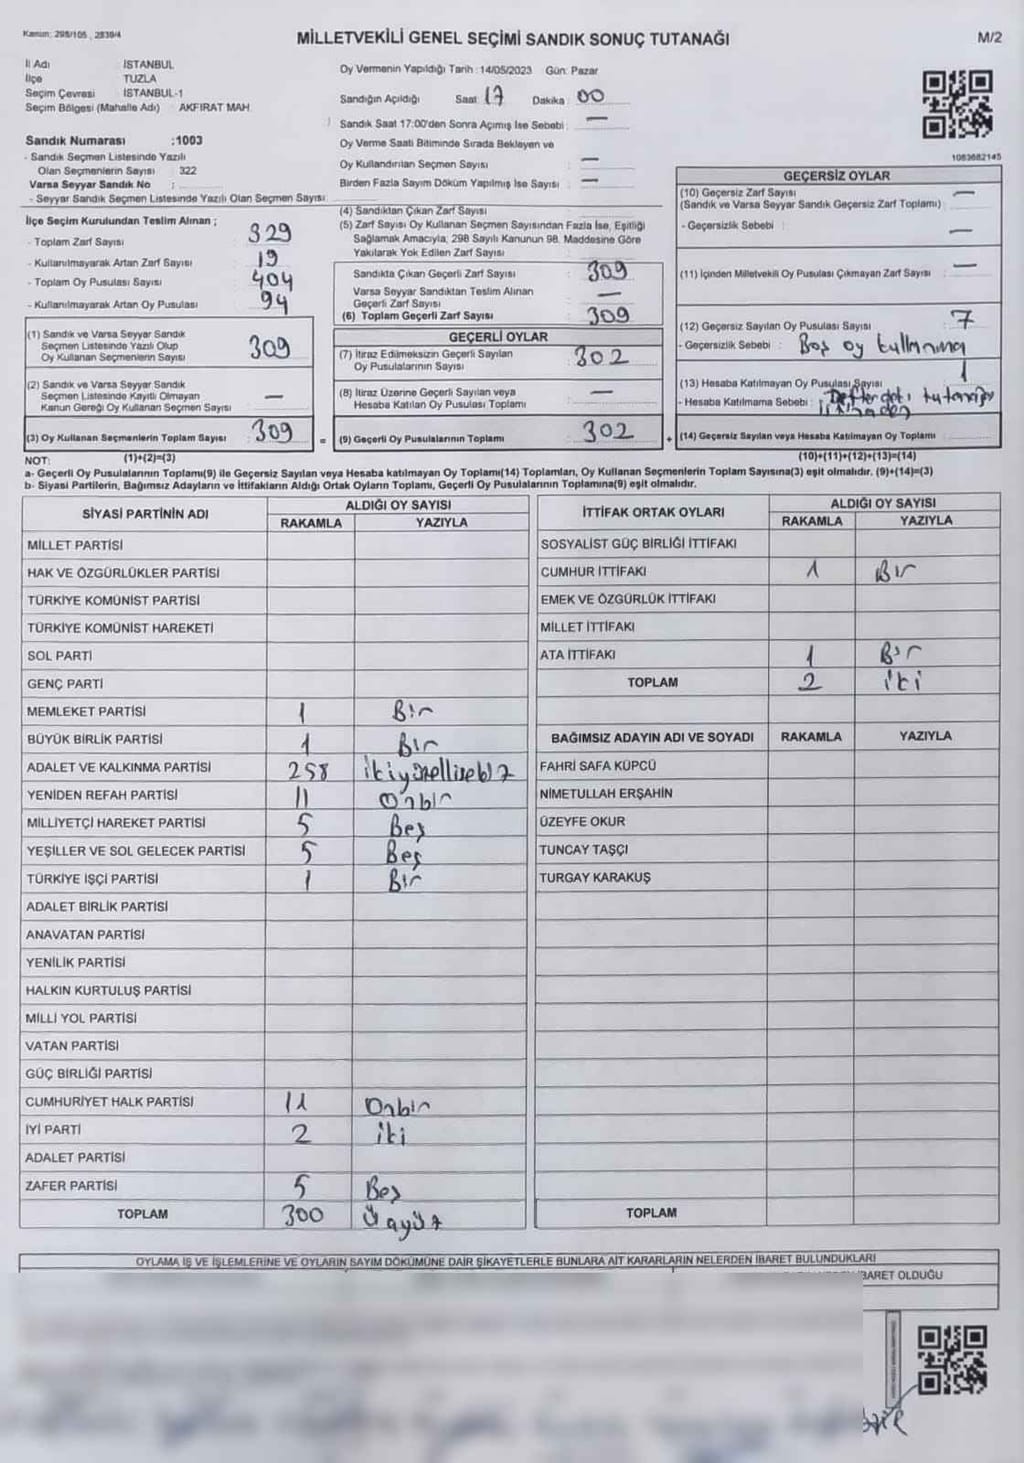 Kanun: 298/105 , 2839/4
MİLLETVEKİLİ GENEL SEÇİMİ SANDIK SONUÇ TUTANAĞI
M/2
İl Adı İSTANBUL
İlçe TUZLA
Seçim Çevresi İSTANBUL-1
Seçim Bölgesi (Mahalle Adı) AKFIRAT MAH.
Sandık Numarası :1003
- Sandık Seçmen Listesinde Yazılı
Olan Seçmenlerin Sayısı : 322
Varsa Seyyar Sandık No :
- Seyyar Sandık Seçmen Listesinde Yazılı Olan Seçmen Sayısı
Oy Vermenin Yapıldığı Tarih : 14/05/2023 Gün: Pazar
Sandığın Açıldığı Saat: 17 Dakika : 00
Sandık Saat 17:00'den Sonra Açımış İse Sebebi : —
Oy Verme Saati Bitiminde Sırada Bekleyen ve
Oy Kullandırılan Seçmen Sayısı : —
Birden Fazla Sayım Döküm Yapılmış İse Sayısı : —
1083682145
İlçe Seçim Kurulundan Teslim Alınan ;
- Toplam Zarf Sayısı : 329
- Kullanılmayarak Artan Zarf Sayısı : 19
- Toplam Oy Pusulası Sayısı : 404
- Kullanılmayarak Artan Oy Pusulası : 94
(1) Sandık ve Varsa Seyyar Sandık
Seçmen Listesinde Yazılı Olup
Oy Kullanan Seçmenlerin Sayısı : 309
(2) Sandık ve Varsa Seyyar Sandık
Seçmen Listesinde Kayıtlı Olmayan
Kanun Gereği Oy Kullanan Seçmen Sayısı : —
(3) Oy Kullanan Seçmenlerin Toplam Sayısı : 309
(4) Sandıktan Çıkan Zarf Sayısı :
(5) Zarf Sayısı Oy Kullanan Seçmen Sayısından Fazla İse, Eşitliği
Sağlamak Amacıyla, 298 Sayılı Kanunun 98. Maddesine Göre
Yakılarak Yok Edilen Zarf Sayısı :
Sandıkta Çıkan Geçerli Zarf Sayısı : 309
Varsa Seyyar Sandıktan Teslim Alınan
Geçerli Zarf Sayısı : —
(6) Toplam Geçerli Zarf Sayısı : 309
GEÇERLİ OYLAR
(7) İtiraz Edilmeksizin Geçerli Sayılan
Oy Pusulalarının Sayısı : 302
(8) İtiraz Üzerine Geçerli Sayılan veya
Hesaba Katılan Oy Pusulası Toplamı : —
= (9) Geçerli Oy Pusulalarının Toplamı : 302
GEÇERSİZ OYLAR
(10) Geçersiz Zarf Sayısı —
(Sandık ve Varsa Seyyar Sandık Geçersiz Zarf Toplamı) :
- Geçersizlik Sebebi : —
(11) İçinden Milletvekili Oy Pusulası Çıkmayan Zarf Sayısı : —
(12) Geçersiz Sayılan Oy Pusulası Sayısı : 7
- Geçersizlik Sebebi : Boş oy kullanma
(13) Hesaba Katılmayan Oy Pusulası Sayısı 1
- Hesaba Katılmama Sebebi :
+ (14) Geçersiz Sayılan veya Hesaba Katılmayan Oy Toplamı :
NOT: (1)+(2)=(3) (10)+(11)+(12)+(13)=(14)
a- Geçerli Oy Pusulalarının Toplamı(9) ile Geçersiz Sayılan veya Hesaba katılmayan Oy Toplamı(14) Toplamları, Oy Kullanan Seçmenlerin Toplam Sayısına(3) eşit olmalıdır. (9)+(14)=(3)
b- Siyasi Partilerin, Bağımsız Adayların ve İttifakların Aldığı Ortak Oyların Toplamı, Geçerli Oy Pusulalarının Toplamına(9) eşit olmalıdır.
SİYASİ PARTİNİN ADI ALDIĞI OY SAYISI
RAKAMLA YAZIYLA
MİLLET PARTİSİ
HAK VE ÖZGÜRLÜKLER PARTİSİ
TÜRKİYE KOMÜNİST PARTİSİ
TÜRKİYE KOMÜNİST HAREKETİ
SOL PARTİ
GENÇ PARTİ
MEMLEKET PARTİSİ 1 Bir
BÜYÜK BİRLİK PARTİSİ 1 Bir
ADALET VE KALKINMA PARTİSİ 258
YENİDEN REFAH PARTİSİ 11 Onbir
MİLLİYETÇİ HAREKET PARTİSİ 5 Beş
YEŞİLLER VE SOL GELECEK PARTİSİ 5 Beş
TÜRKİYE İŞÇİ PARTİSİ 1 Bir
ADALET BİRLİK PARTİSİ
ANAVATAN PARTİSİ
YENİLİK PARTİSİ
HALKIN KURTULUŞ PARTİSİ
MİLLİ YOL PARTİSİ
VATAN PARTİSİ
GÜÇ BİRLİĞİ PARTİSİ
CUMHURİYET HALK PARTİSİ 11 Onbir
İYİ PARTİ 2 iki
ADALET PARTİSİ
ZAFER PARTİSİ 5 Beş
TOPLAM 300
İTTİFAK ORTAK OYLARI ALDIĞI OY SAYISI
RAKAMLA YAZIYLA
SOSYALİST GÜÇ BİRLİĞİ İTTİFAKI
CUMHUR İTTİFAKI 1 Bir
EMEK VE ÖZGÜRLÜK İTTİFAKI
MİLLET İTTİFAKI
ATA İTTİFAKI 1 Bir
TOPLAM 2 iki
BAĞIMSIZ ADAYIN ADI VE SOYADI RAKAMLA YAZIYLA
FAHRİ SAFA KÜPCÜ
NİMETULLAH ERŞAHİN
ÜZEYFE OKUR
TUNCAY TAŞÇI
TURGAY KARAKUŞ
TOPLAM
OYLAMA İŞ VE İŞLEMLERİNE VE OYLARIN SAYIM DÖKÜMÜNE DAİR ŞİKAYETLERLE BUNLARA AİT KARARLARIN NELERDEN İBARET BULUNDUKLARI
İBARET OLDUĞU